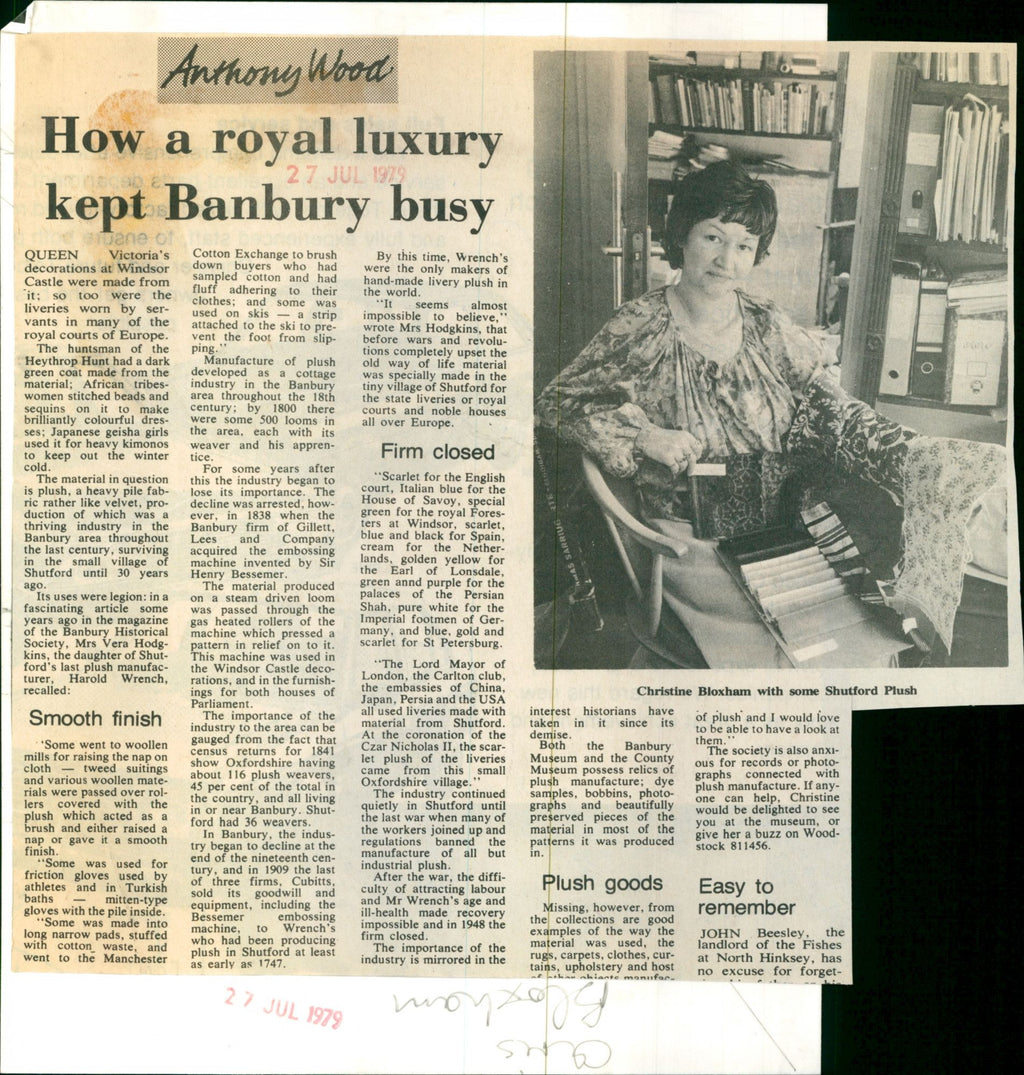 Anthony Wood
How a royal luxury
kept Banbury busy
27 JUL 1979
QUEEN Victoria's
decorations at Windsor
Castle were made from
it; so too were the
liveries worn by ser-
vants in many of the
royal courts of Europe.
The huntsman of the
Heythrop Hunt had a dark
green coat made from the
material; African tribes-
women stitched beads and
sequins on it to make
brilliantly colourful dres-
ses; Japanese geisha girls
used it for heavy kimonos
to keep out the winter
cold.
The material in question
is plush, a heavy pile fab-
ric rather like velvet, pro-
duction of which was a
thriving industry in the
Banbury area throughout
the last century, surviving
in the small village of
Shutford until 30 years
ago.
Its uses were legion: in a
fascinating article some
years ago in the magazine
of the Banbury Historical
Society, Mrs Vera Hodg-
kins, the daughter of Shut-
ford's last plush manufac-
turer, Harold Wrench,
recalled:
Smooth finish
'Some went to woollen
mills for raising the nap on
cloth — tweed suitings
and various woollen mate-
rials were passed over rol-
lers covered with the
plush which acted as a
brush and either raised a
nap or gave it a smooth
finish.
"Some was used for
friction gloves used by
athletes and in Turkish
baths — mitten-type
gloves with the pile inside.
"Some was made into
long narrow pads, stuffed
with cotton waste, and
went to the Manchester
Cotton Exchange to brush
down buyers who had
sampled cotton and had
fluff adhering to their
clothes; and some was
used on skis — a strip
attached to the ski to pre-
vent the foot from slip-
ping."
Manufacture of plush
developed as a cottage
industry in the Banbury
area throughout the 18th
century; by 1800 there
were some 500 looms in
the area, each with its
weaver and his appren-
tice.
For some years after
this the industry began to
lose its importance. The
decline was arrested, how-
ever, in 1838 when the
Banbury firm of Gillett,
Lees and Company
acquired the embossing
machine invented by Sir
Henry Bessemer.
The material produced
on a steam driven loom
was passed through the
gas heated rollers of the
machine which pressed a
pattern in relief on to it.
This machine was used in
the Windsor Castle deco-
rations, and in the furnish-
ings for both houses of
Parliament.
The importance of the
industry to the area can be
gauged from the fact that
census returns for 1841
show Oxfordshire having
about 116 plush weavers,
45 per cent of the total in
the country, and all living
in or near Banbury. Shut-
ford had 36 weavers.
In Banbury, the indus-
try began to decline at the
end of the nineteenth cen-
tury, and in 1909 the last
of three firms, Cubitts,
sold its goodwill and
equipment, including the
Bessemer embossing
machine, to Wrench's
who had been producing
plush in Shutford at least
as early as 1747.
By this time, Wrench's
were the only makers of
hand-made livery plush in
the world.
"It seems almost
impossible to believe,"
wrote Mrs Hodgkins, that
before wars and revolu-
tions completely upset the
old way of life material
was specially made in the
tiny village of Shutford for
the state liveries or royal
courts and noble houses
all over Europe.
Firm closed
"Scarlet for the English
court, Italian blue for the
House of Savoy, special
green for the royal Fores-
ters at Windsor, scarlet,
blue and black for Spain,
cream for the Nether-
lands, golden yellow for
the Earl of Lonsdale,
green annd purple for the
palaces of the Persian
Shah, pure white for the
Imperial footmen of Ger-
many, and blue, gold and
scarlet for St Petersburg.
"The Lord Mayor of
London, the Carlton club,
the embassies of China,
Japan, Persia and the USA
all used liveries made with
material from Shutford.
At the coronation of the
Czar Nicholas II, the scar-
let plush of the liveries
came from this small
Oxfordshire village."
The industry continued
quietly in Shutford until
the last war when many of
the workers joined up and
regulations banned the
manufacture of all but
industrial plush.
After the war, the diffi-
culty of attracting labour
and Mr Wrench's age and
ill-health made recovery
impossible and in 1948 the
firm closed.
The importance of the
industry is mirrored in the
Christine Bloxham with some Shutford Plush
interest historians have
taken in it since its
demise.
Both the Banbury
Museum and the County
Museum possess relics of
plush manufacture; dye
samples, bobbins, photo-
graphs and beautifully
preserved pieces of the
material in most of the
patterns it was produced
in.
Plush goods
Missing, however, from
the collections are good
examples of the way the
material was used, the
rugs, carpets, clothes, cur-
tains, upholstery and host
of other objects manufac-
of plush and I would love
to be able to have a look at
them."
The society is also anxi-
ous for records or photo-
graphs connected with
plush manufacture. If any-
one can help, Christine
would be delighted to see
you at the museum, or
give her a buzz on Wood-
stock 811456.
Easy to
remember
JOHN Beesley, the
landlord of the Fishes
at North Hinksey, has
no excuse for forget-
27 JUL 1979
Bloxham
Chris